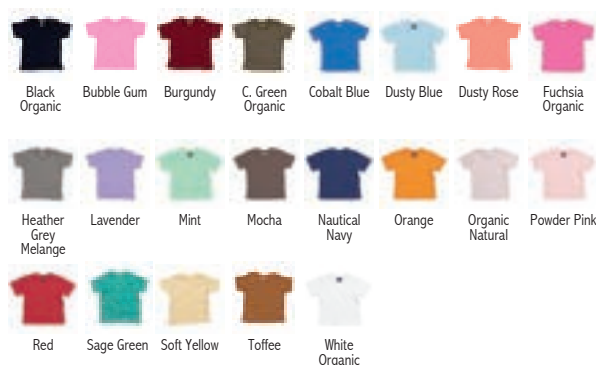 Black Organic
Bubble Gum
Burgundy
C. Green Organic
Cobalt Blue
Dusty Blue
Dusty Rose
Fuchsia Organic
Heather Grey Melange
Lavender
Mint
Mocha
Nautical Navy
Orange
Organic Natural
Powder Pink
Red
Sage Green
Soft Yellow
Toffee
White Organic